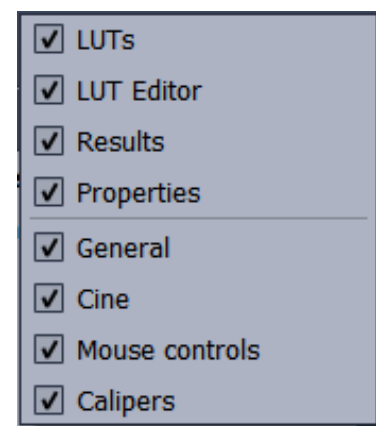 LUTs
LUT Editor
Results
Properties
General
Cine
Mouse controls
Calipers